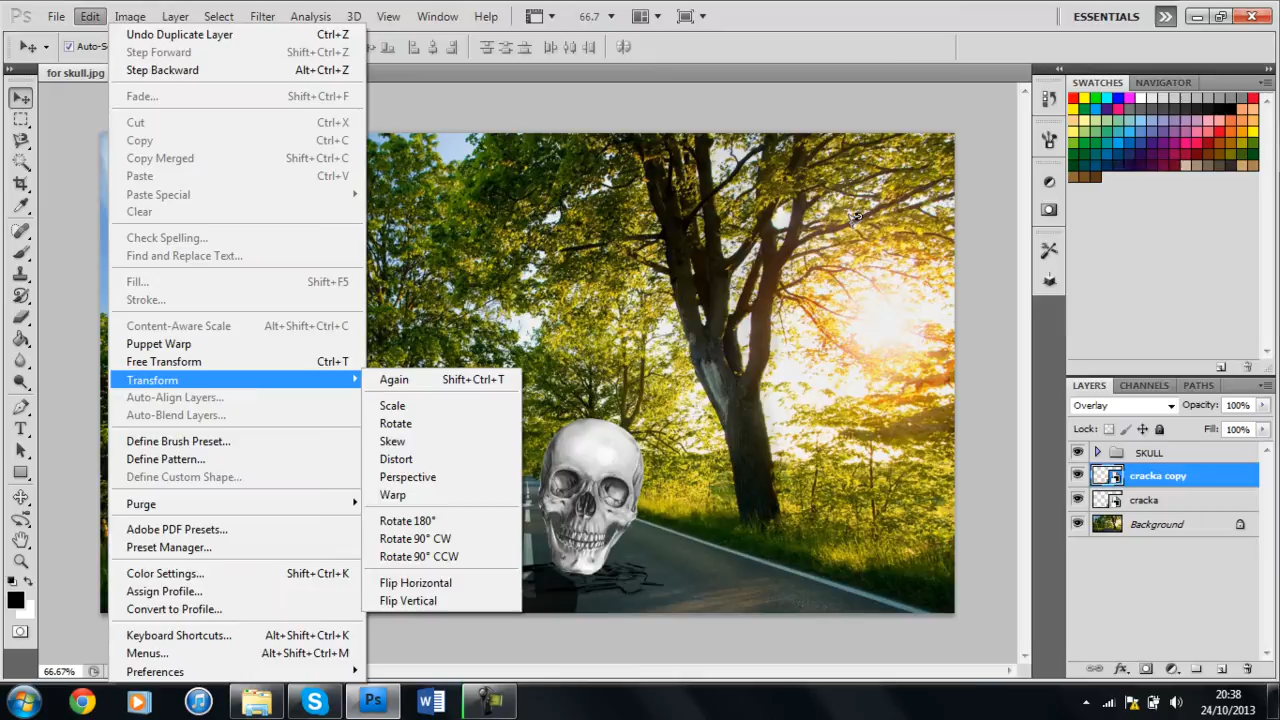 Ps File Edit Image Layer Select Filter Analysis 3D View Window Help 66.7 ESSENTIALS
Auto-Se
for skull.jpg
Undo Duplicate Layer Ctrl+Z
Step Forward Shift+Ctrl+Z
Step Backward Alt+Ctrl+Z
Fade... Shift+Ctrl+F
Cut Ctrl+X
Copy Ctrl+C
Copy Merged Shift+Ctrl+C
Paste Ctrl+V
Paste Special
Clear
Check Spelling...
Find and Replace Text...
Fill... Shift+F5
Stroke...
Content-Aware Scale Alt+Shift+Ctrl+C
Puppet Warp
Free Transform Ctrl+T
Transform
Auto-Align Layers...
Auto-Blend Layers...
Define Brush Preset...
Define Pattern...
Define Custom Shape...
Purge
Adobe PDF Presets...
Preset Manager...
Color Settings... Shift+Ctrl+K
Assign Profile...
Convert to Profile...
Keyboard Shortcuts... Alt+Shift+Ctrl+K
Menus... Alt+Shift+Ctrl+M
Preferences
Again Shift+Ctrl+T
Scale
Rotate
Skew
Distort
Perspective
Warp
Rotate 180°
Rotate 90° CW
Rotate 90° CCW
Flip Horizontal
Flip Vertical
SWATCHES NAVIGATOR
LAYERS CHANNELS PATHS
Overlay Opacity: 100%
Lock: Fill: 100%
SKULL
cracka copy
cracka
Background
66.67%
Ps
20:38
24/10/2013